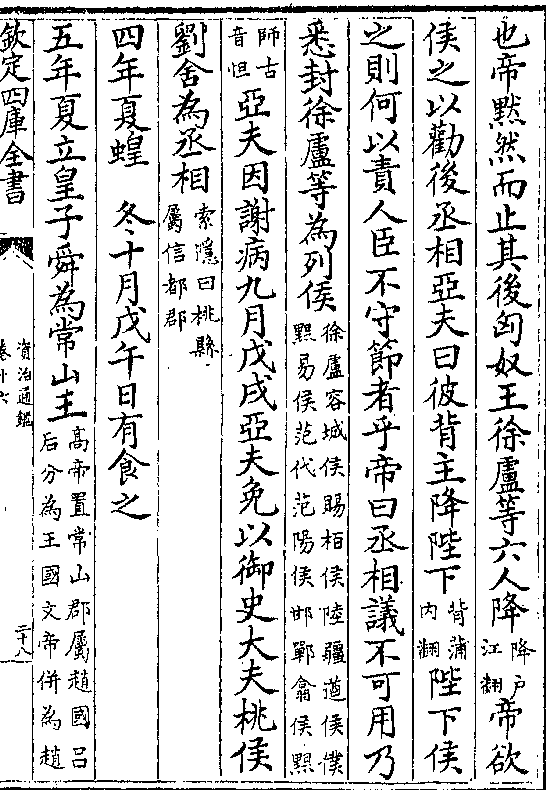 也帝黙然而止其後匈奴王徐盧等六人降降户江翻帝欲
侯之以勸後丞相亞夫曰彼背主降陛下背蒲内翻陛下侯
之則何以責人臣不守節者乎帝曰丞相議不可用乃
悉封徐盧等為列侯徐盧容城侯賜桓侯陸疆遒侯僕䵣易侯范代范陽侯邯鄲翕侯䵣
師古音怛亞夫因謝病九月戊戌亞夫免以御史大夫桃侯
劉舍為丞相索隱曰桃縣屬信都郡
四年夏蝗　冬十月戊午日有食之
五年夏立皇子舜為常山王高帝置常山郡屬趙國吕后分為王國文帝併為趙
欽定四庫全書
資治通鑑
卷十六
二十八